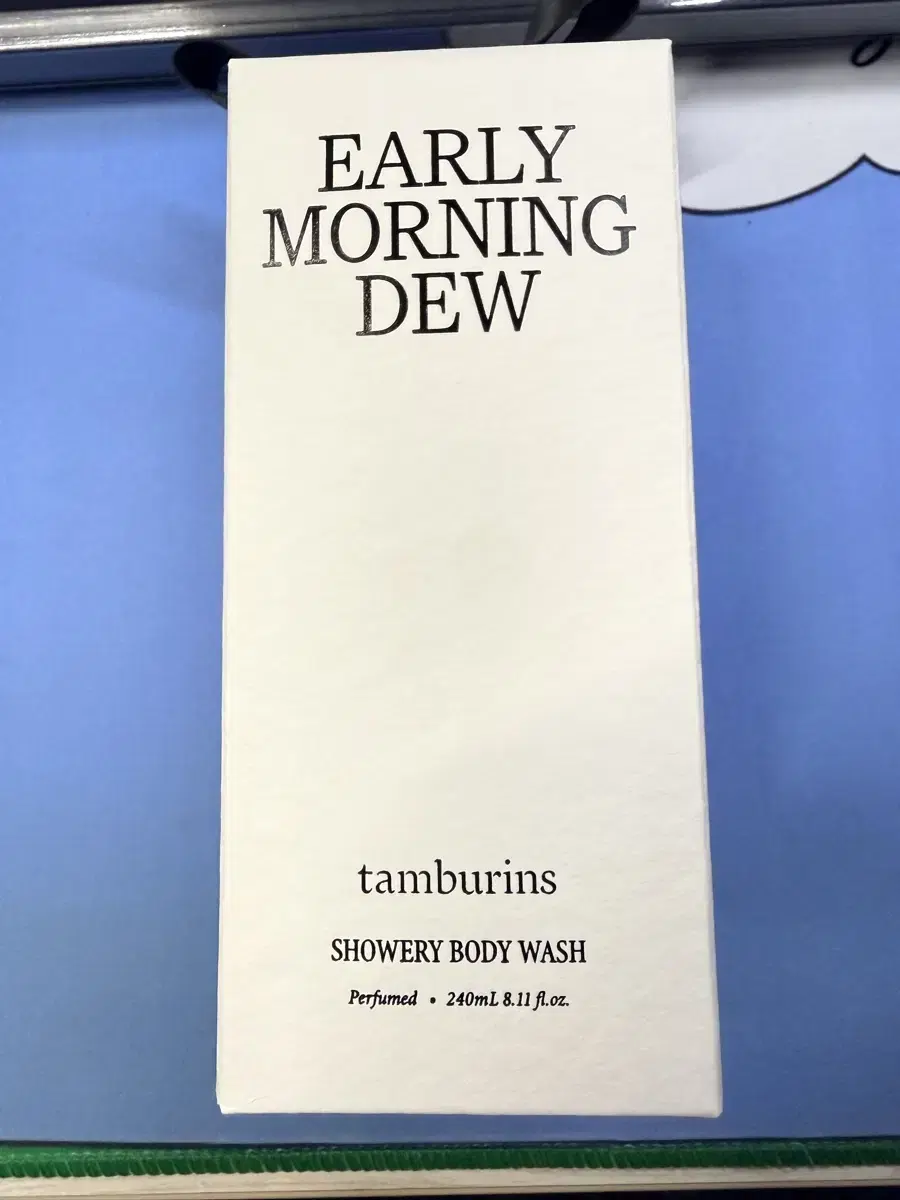 EARLY
MORNING
DEW
tamburins
SHOWERY BODY WASH
Perfumed • 240mL 8.11 fl.oz.